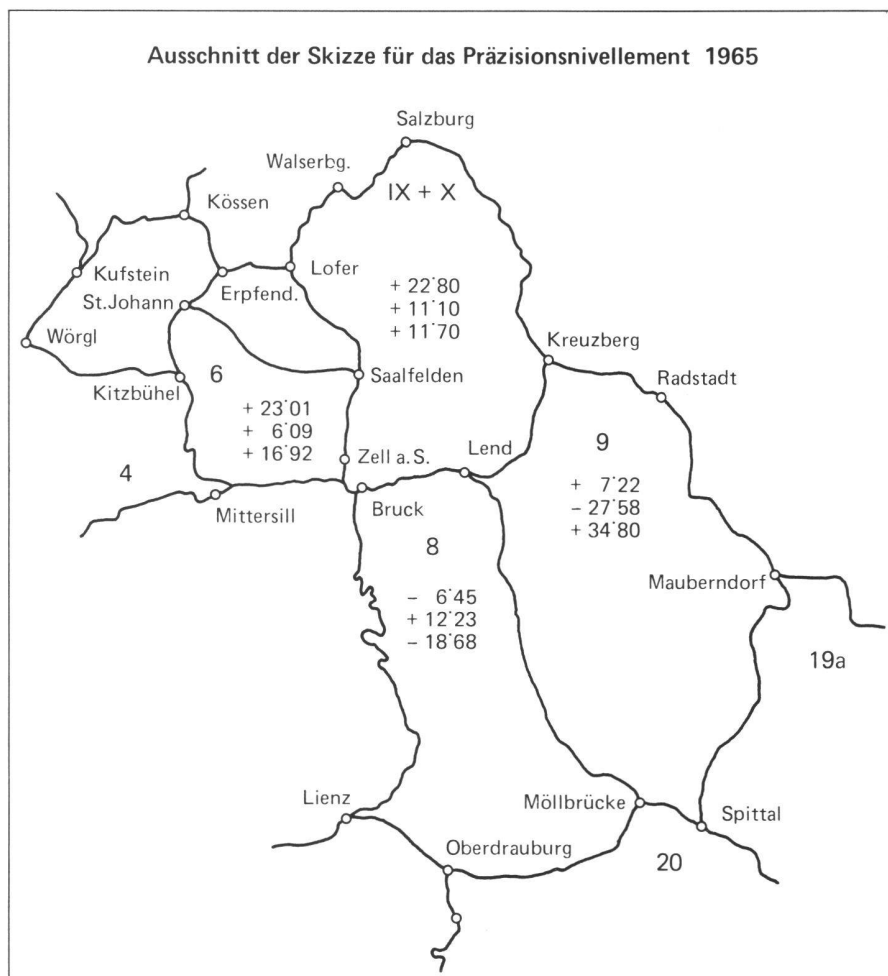 Ausschnitt der Skizze für das Präzisionsnivellement 1965
Salzburg
Walserbg.
IX + X
Kössen
Lofer
Kufstein
Erpfend.
St.Johann
+ 22˙80
+ 11˙10
+ 11˙70
Wörgl
Kreuzberg
6
Saalfelden
Radstadt
Kitzbühel
+ 23˙01
+ 6˙09
+ 16˙92
Zell a. S.
Lend
9
4
+ 7˙22
− 27˙58
+ 34˙80
Mittersill
Bruck
8
Mauberndorf
− 6˙45
+ 12˙23
− 18˙68
19a
Lienz
Möllbrücke
Spittal
Oberdrauburg
20